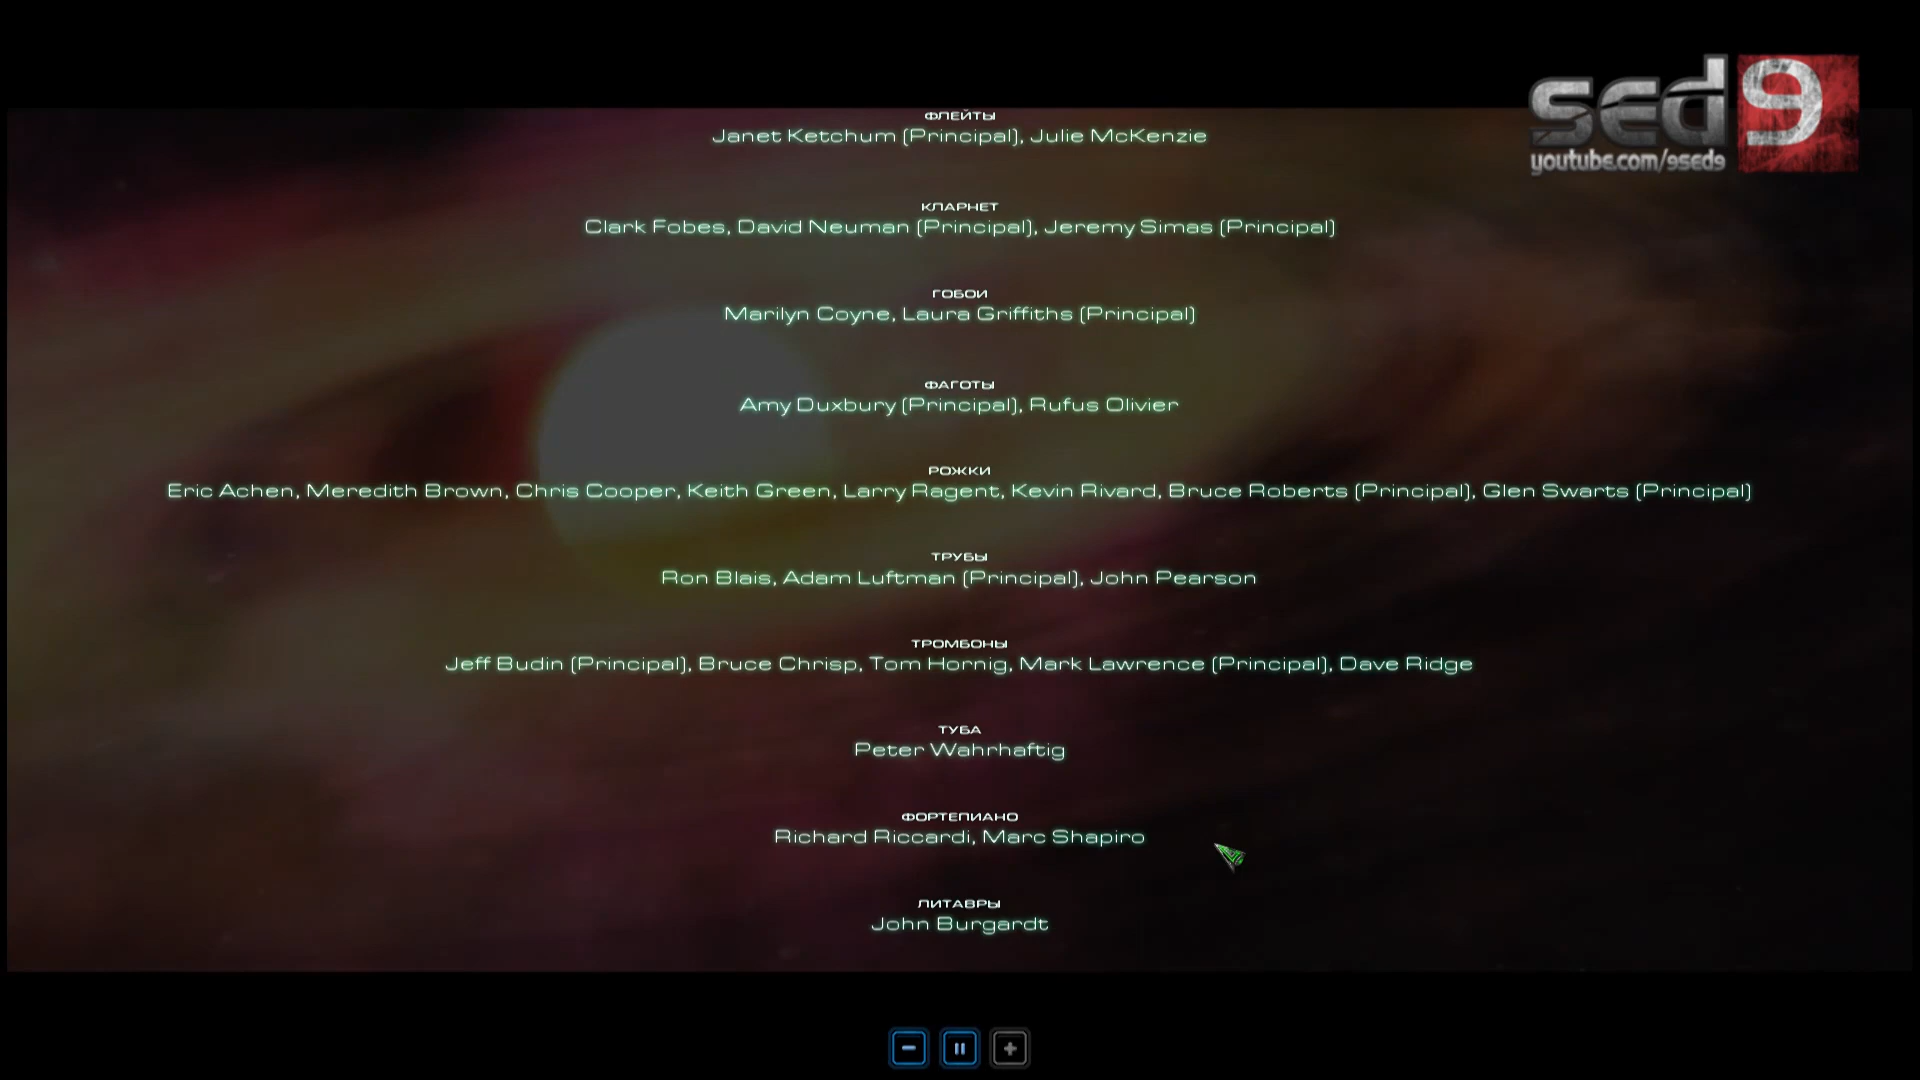 sed9
youtube.com/9sed9
ФЛЕЙТЫ
Janet Ketchum (Principal), Julie McKenzie
КЛАРНЕТ
Clark Fobes, David Neuman (Principal), Jeremy Simas (Principal)
ГОБОИ
Marilyn Coyne, Laura Griffiths (Principal)
ФАГОТЫ
Amy Duxbury (Principal), Rufus Olivier
РОЖКИ
Eric Achen, Meredith Brown, Chris Cooper, Keith Green, Larry Ragent, Kevin Rivard, Bruce Roberts (Principal), Glen Swarts (Principal)
ТРУБЫ
Ron Blais, Adam Luftman (Principal), John Pearson
ТРОМБОНЫ
Jeff Budin (Principal), Bruce Chrisp, Tom Hornig, Mark Lawrence (Principal), Dave Ridge
ТУБА
Peter Wahrhaftig
ФОРТЕПИАНО
Richard Riccardi, Marc Shapiro
ЛИТАВРЫ
John Burgardt